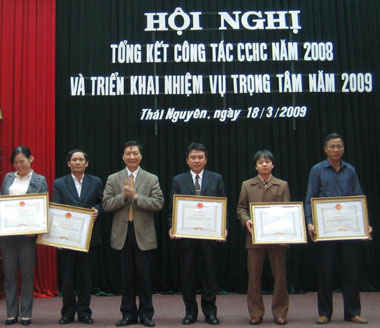 HỘI NGHỊ
TỔNG KẾT CÔNG TÁC CCHC NĂM 2008
VÀ TRIỂN KHAI NHIỆM VỤ TRỌNG TÂM NĂM 2009
Thái Nguyên, ngày 18/3/2009